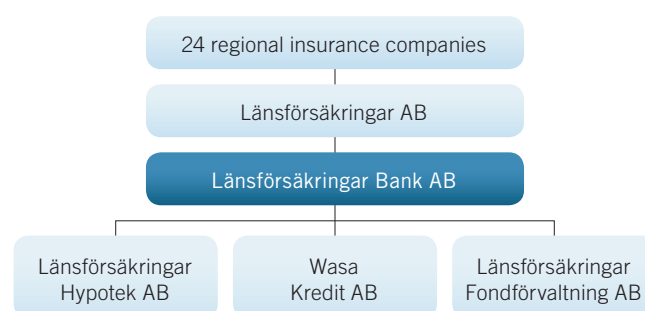 24 regional insurance companies
Länsförsäkringar AB
Länsförsäkringar Bank AB
Länsförsäkringar
Hypotek AB
Wasa
Kredit AB
Länsförsäkringar
Fondförvaltning AB